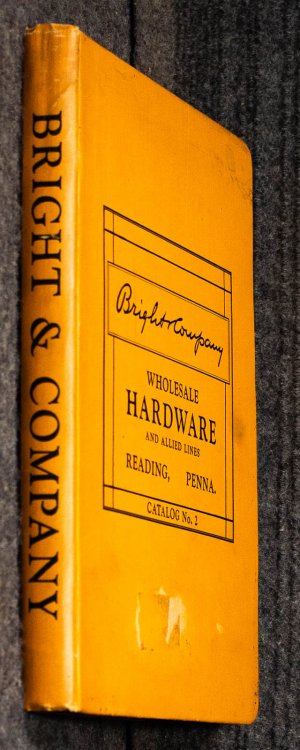 BRIGHT & COMPANY
Bright & Company
WHOLESALE
HARDWARE
AND ALLIED LINES
READING, PENNA.
CATALOG No. 2